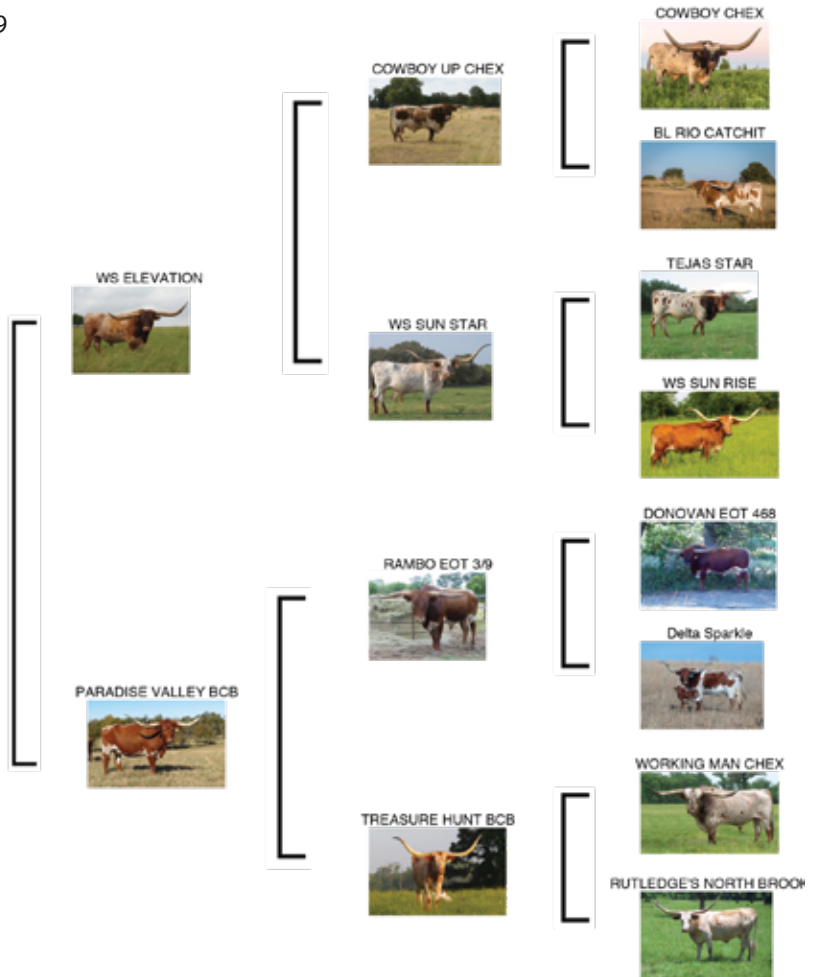 9
COWBOY CHEX
COWBOY UP CHEX
BL RIO CATCHIT
WS ELEVATION
TEJAS STAR
WS SUN STAR
WS SUN RISE
DONOVAN EOT 468
RAMBO EOT 3/9
Delta Sparkle
PARADISE VALLEY BCB
WORKING MAN CHEX
TREASURE HUNT BCB
RUTLEDGE'S NORTH BROOK